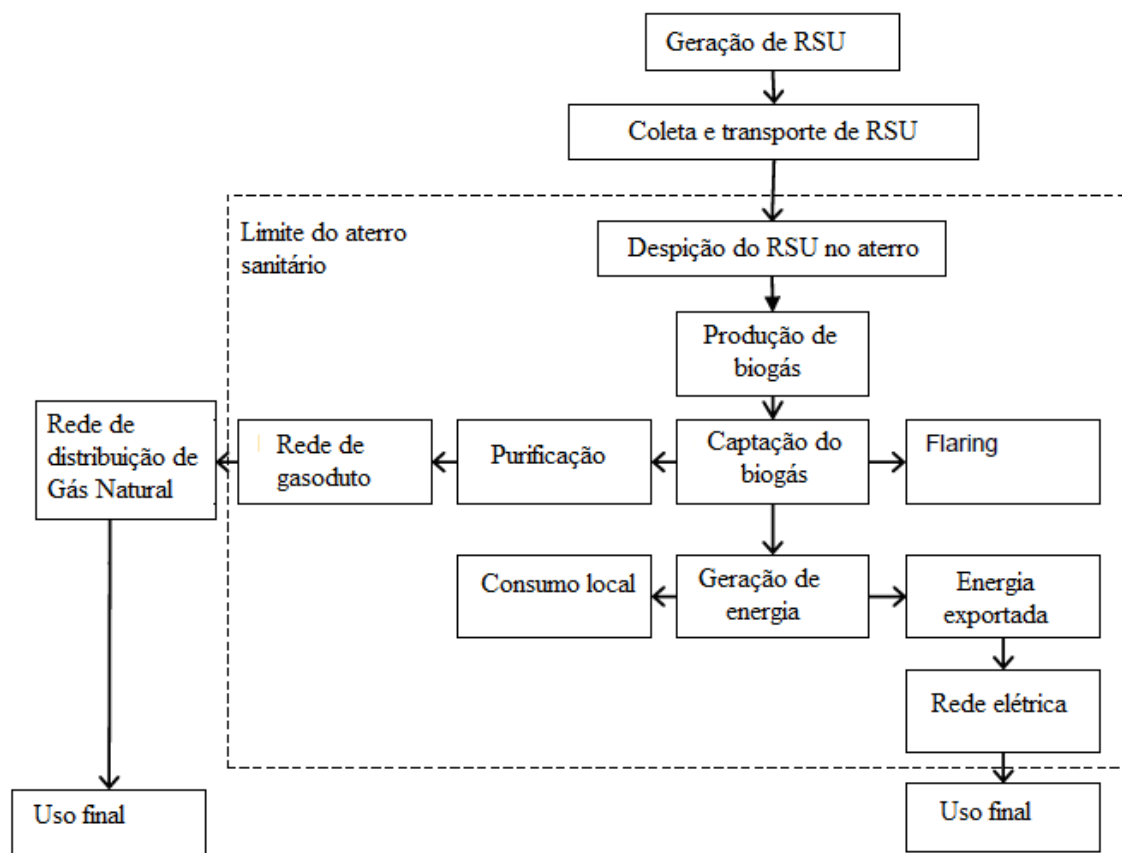 Geração de RSU
Coleta e transporte de RSU
Limite do aterro
sanitário
Despição do RSU no aterro
Produção de
biogás
Rede de
distribuição de
Gás Natural
Rede de
gasoduto
Purificação
Captação do
biogás
Flaring
Consumo local
Geração de
energia
Energia
exportada
Rede elétrica
Uso final
Uso final